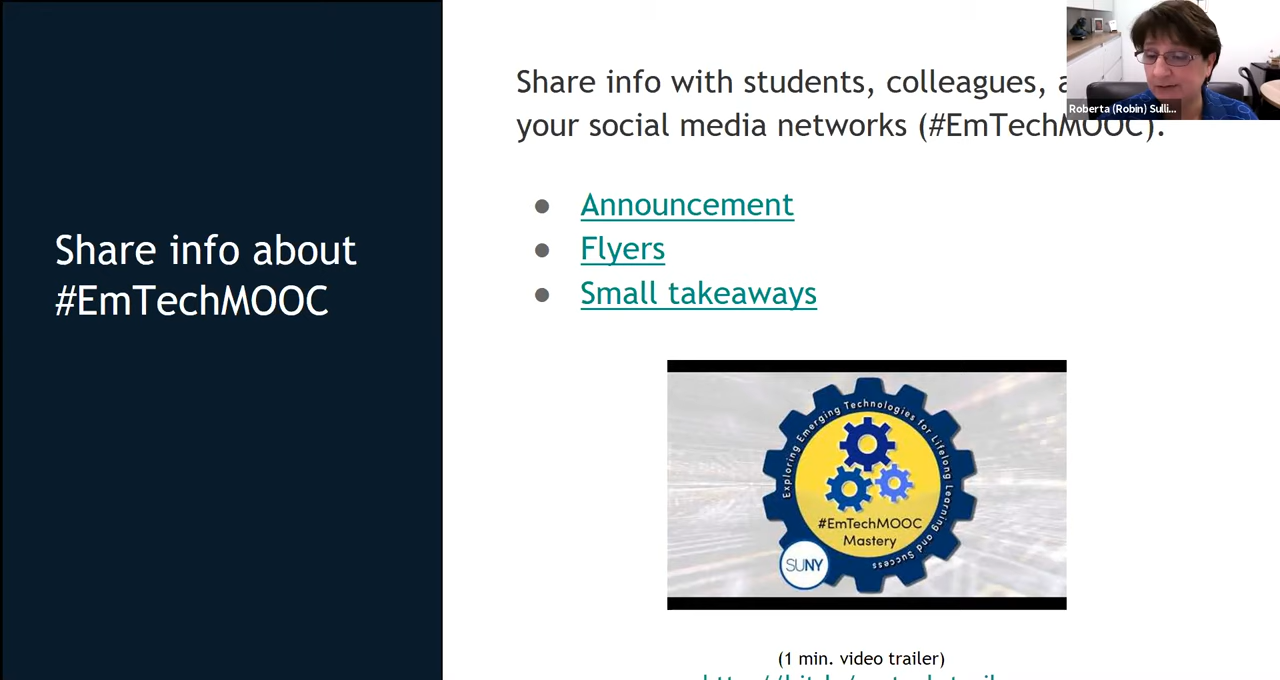 Share info about
#EmTechMOOC
Share info with students, colleagues,
your social media networks (#EmTechMOOC).
● Announcement
● Flyers
● Small takeaways
Exploring Emerging Technologies for Lifelong Learning and Success
#EmTechMOOC
Mastery
SUNY
(1 min. video trailer)
Roberta (Robin) Sulli...